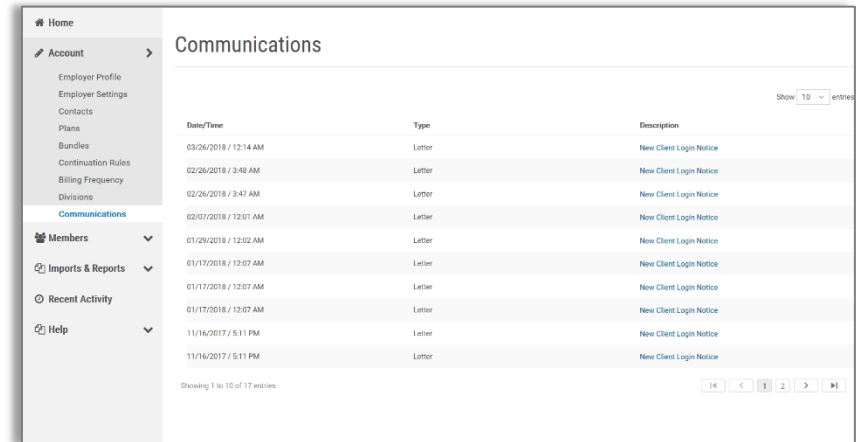 Home
Account
Employer Profile
Employer Settings
Contacts
Plans
Bundles
Continuation Rules
Billing Frequency
Divisions
Communications
Members
Imports & Reports
Recent Activity
Help
Communications
Show 10 entries
Date/Time Type Description
03/26/2018 / 12:14 AM Letter New Client Login Notice
02/26/2018 / 3:48 AM Letter New Client Login Notice
02/26/2018 / 3:47 AM Letter New Client Login Notice
02/07/2018 / 12:01 AM Letter New Client Login Notice
01/29/2018 / 12:02 AM Letter New Client Login Notice
01/17/2018 / 12:07 AM Letter New Client Login Notice
01/17/2018 / 12:07 AM Letter New Client Login Notice
01/17/2018 / 12:07 AM Letter New Client Login Notice
11/16/2017 / 5:11 PM Letter New Client Login Notice
11/16/2017 / 5:11 PM Letter New Client Login Notice
Showing 1 to 10 of 17 entries 1 2